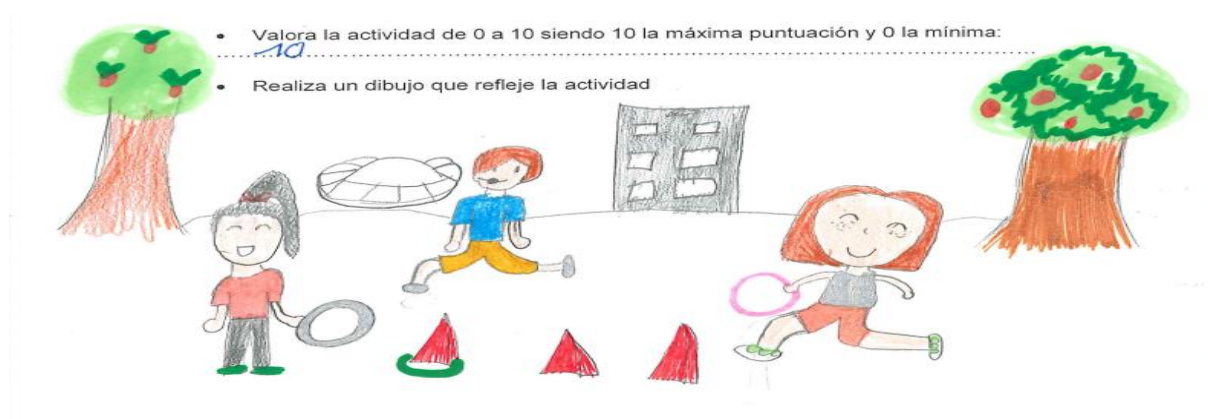 • Valora la actividad de 0 a 10 siendo 10 la máxima puntuación y 0 la mínima:
10
• Realiza un dibujo que refleje la actividad